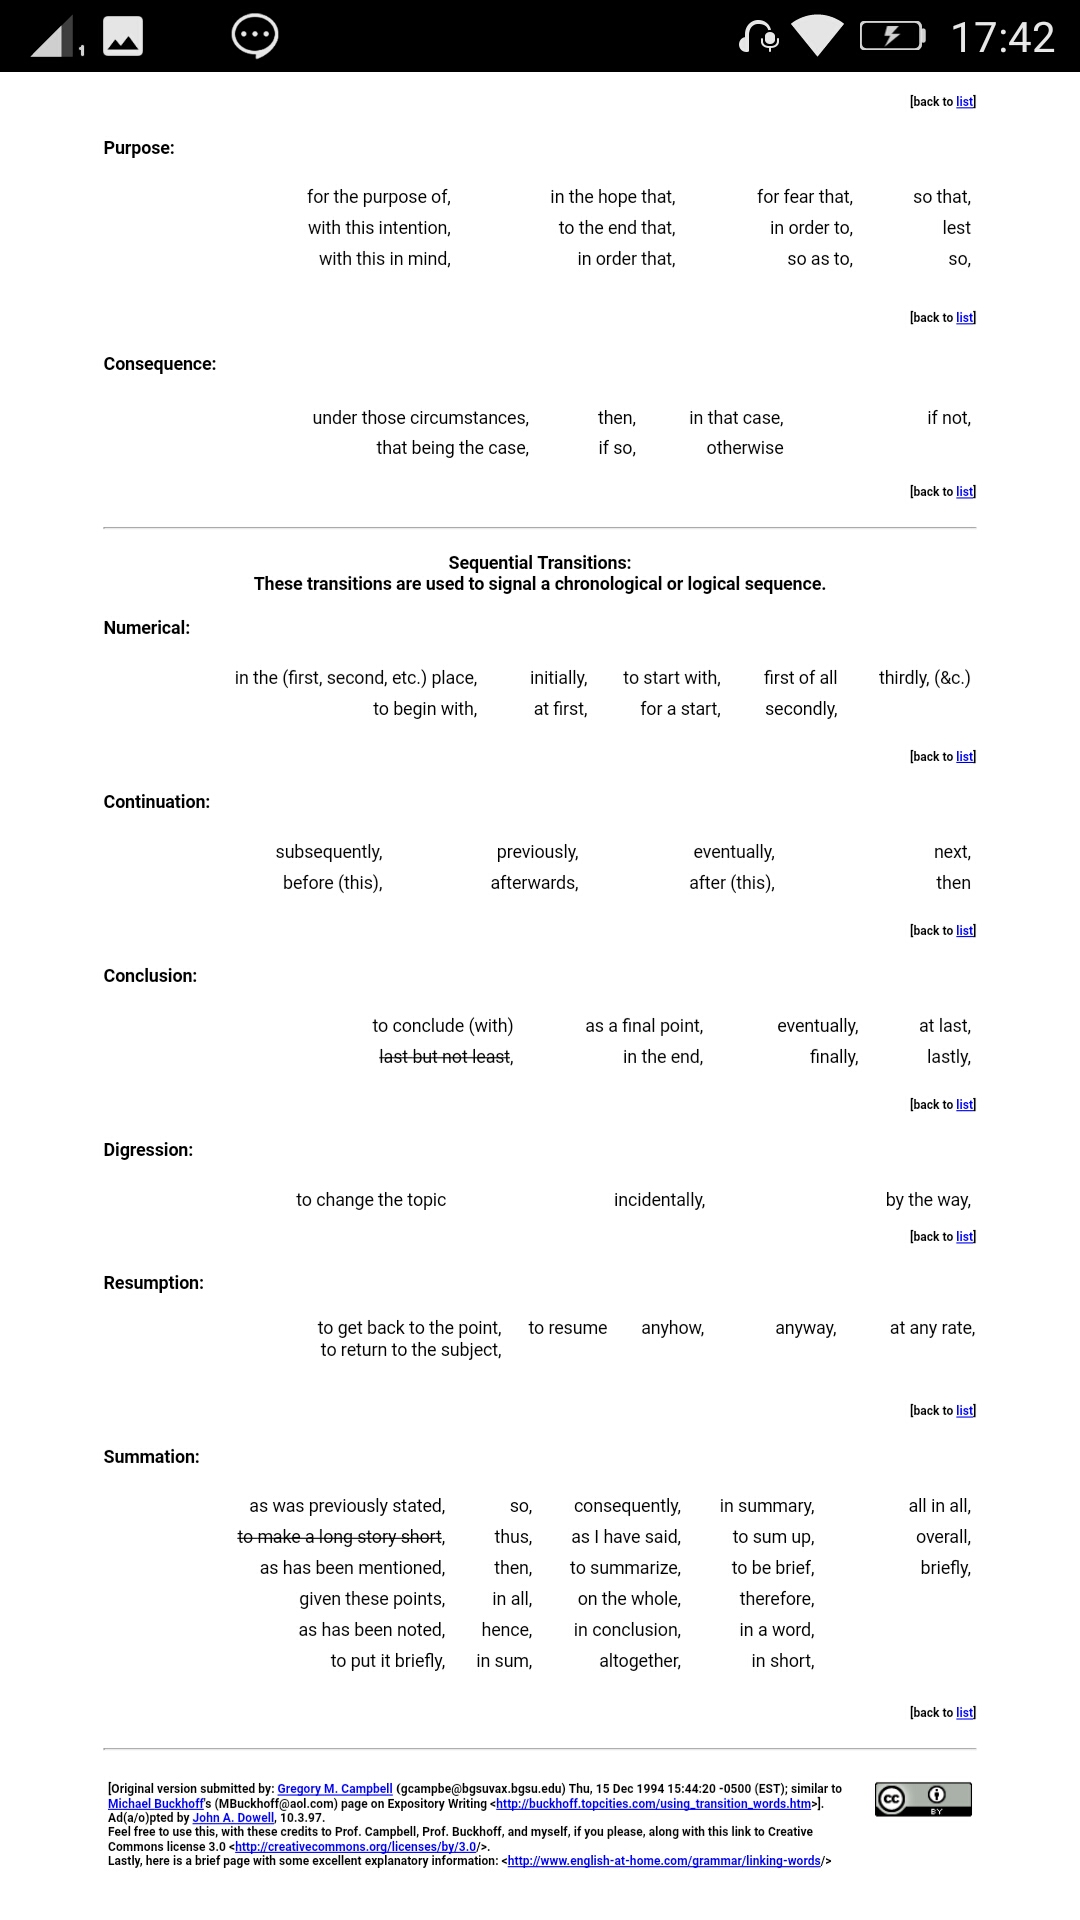 1 17:42
[back to list]
Purpose:
for the purpose of, in the hope that, for fear that, so that,
with this intention, to the end that, in order to, lest
with this in mind, in order that, so as to, so,
[back to list]
Consequence:
under those circumstances, then, in that case, if not,
that being the case, if so, otherwise
[back to list]
Sequential Transitions:
These transitions are used to signal a chronological or logical sequence.
Numerical:
in the (first, second, etc.) place, initially, to start with, first of all thirdly, (&c.)
to begin with, at first, for a start, secondly,
[back to list]
Continuation:
subsequently, previously, eventually, next,
before (this), afterwards, after (this), then
[back to list]
Conclusion:
to conclude (with) as a final point, eventually, at last,
last but not least, in the end, finally, lastly,
[back to list]
Digression:
to change the topic incidentally, by the way,
[back to list]
Resumption:
to get back to the point, to resume anyhow, anyway, at any rate,
to return to the subject,
[back to list]
Summation:
as was previously stated, so, consequently, in summary, all in all,
to make a long story short, thus, as I have said, to sum up, overall,
as has been mentioned, then, to summarize, to be brief, briefly,
given these points, in all, on the whole, therefore,
as has been noted, hence, in conclusion, in a word,
to put it briefly, in sum, altogether, in short,
[back to list]
[Original version submitted by: Gregory M. Campbell (gcampbe@bgsuvax.bgsu.edu) Thu, 15 Dec 1994 15:44:20 -0500 (EST); similar to
Michael Buckhoff's (MBuckhoff@aol.com) page on Expository Writing <http://buckhoff.topcities.com/using_transition_words.htm>].
Ad(a/o)pted by John A. Dowell, 10.3.97.
Feel free to use this, with these credits to Prof. Campbell, Prof. Buckhoff, and myself, if you please, along with this link to Creative
Commons license 3.0 <http://creativecommons.org/licenses/by/3.0/>.
Lastly, here is a brief page with some excellent explanatory information: <http://www.english-at-home.com/grammar/linking-words/>
cc BY